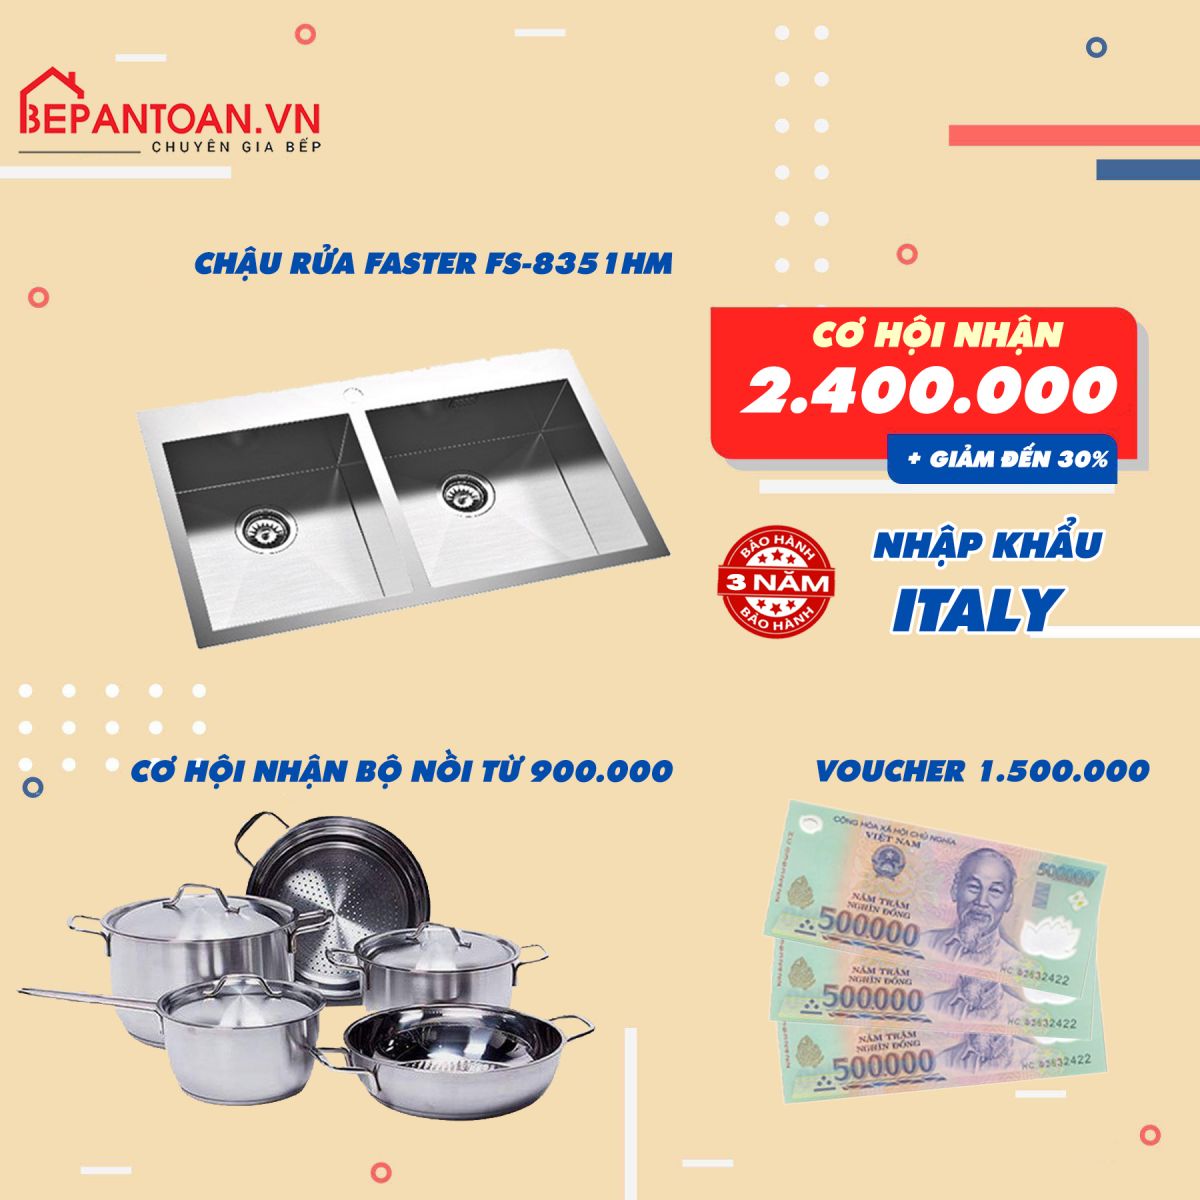 BEPANTOAN.VN
CHUYÊN GIA BẾP
CHẬU RỬA FASTER FS-8351HM
CƠ HỘI NHẬN
2.400.000
+ GIẢM ĐẾN 30%
BẢO HÀNH
3 NĂM
BẢO HÀNH
NHẬP KHẨU
ITALY
CƠ HỘI NHẬN BỘ NỒI TỪ 900.000
VOUCHER 1.500.000
CỘNG HÒA XÃ HỘI CHỦ NGHĨA
VIỆT NAM
500000
NĂM TRĂM
NGHÌN ĐỒNG
500000
NĂM TRĂM
NGHÌN ĐỒNG
500000
NĂM TRĂM
NGHÌN ĐỒNG
500000